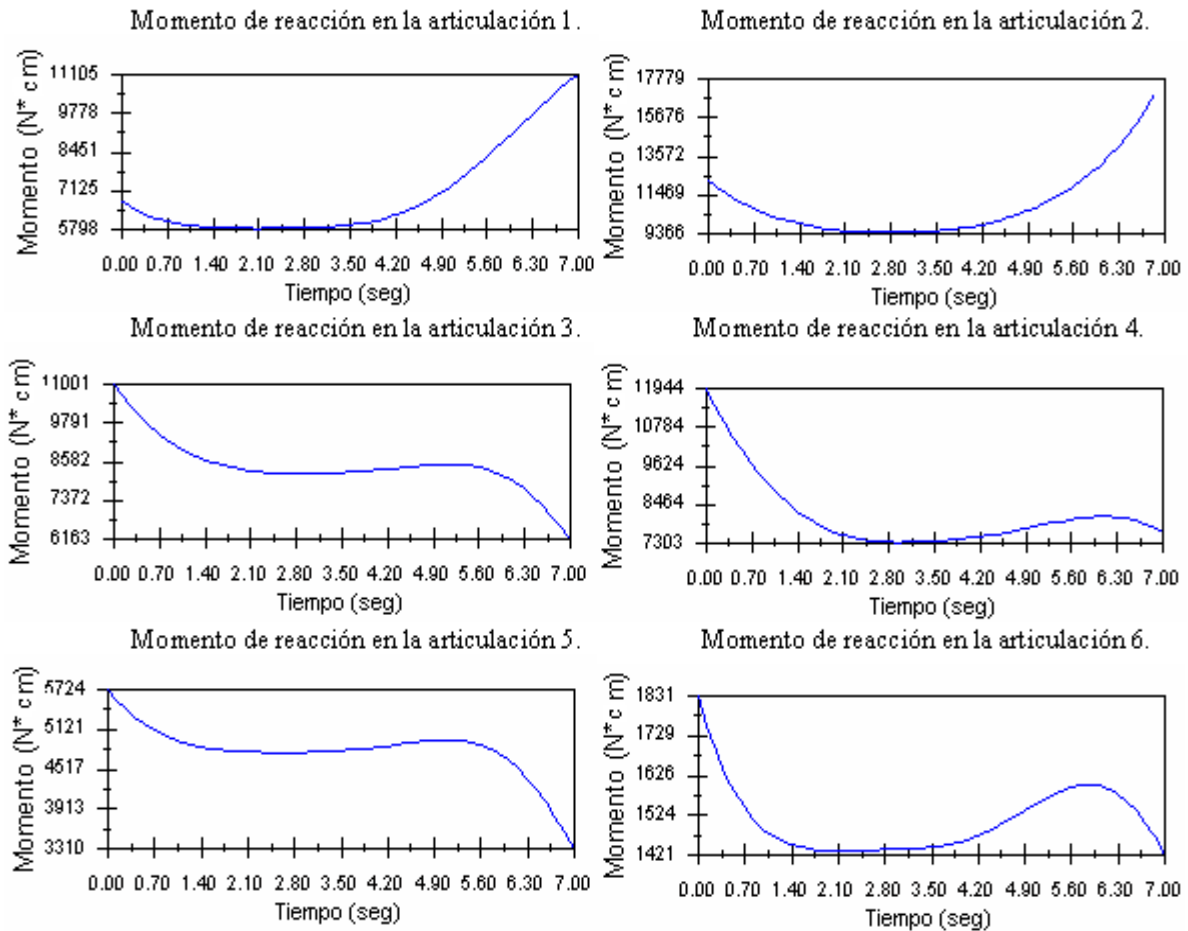 Momento de reacción en la articulación 1.
Momento (N* cm)
11105
9778
8451
7125
5798
0.00 0.70 1.40 2.10 2.80 3.50 4.20 4.90 5.60 6.30 7.00
Tiempo (seg)
Momento de reacción en la articulación 2.
Momento (N* cm)
17779
15676
13572
11469
9366
0.00 0.70 1.40 2.10 2.80 3.50 4.20 4.90 5.60 6.30 7.00
Tiempo (seg)
Momento de reacción en la articulación 3.
Momento (N* cm)
11001
9791
8582
7372
6163
0.00 0.70 1.40 2.10 2.80 3.50 4.20 4.90 5.60 6.30 7.00
Tiempo (seg)
Momento de reacción en la articulación 4.
Momento (N* cm)
11944
10784
9624
8464
7303
0.00 0.70 1.40 2.10 2.80 3.50 4.20 4.90 5.60 6.30 7.00
Tiempo (seg)
Momento de reacción en la articulación 5.
Momento (N* cm)
5724
5121
4517
3913
3310
0.00 0.70 1.40 2.10 2.80 3.50 4.20 4.90 5.60 6.30 7.00
Tiempo (seg)
Momento de reacción en la articulación 6.
Momento (N*cm)
1831
1729
1626
1524
1421
0.00 0.70 1.40 2.10 2.80 3.50 4.20 4.90 5.60 6.30 7.00
Tiempo (seg)